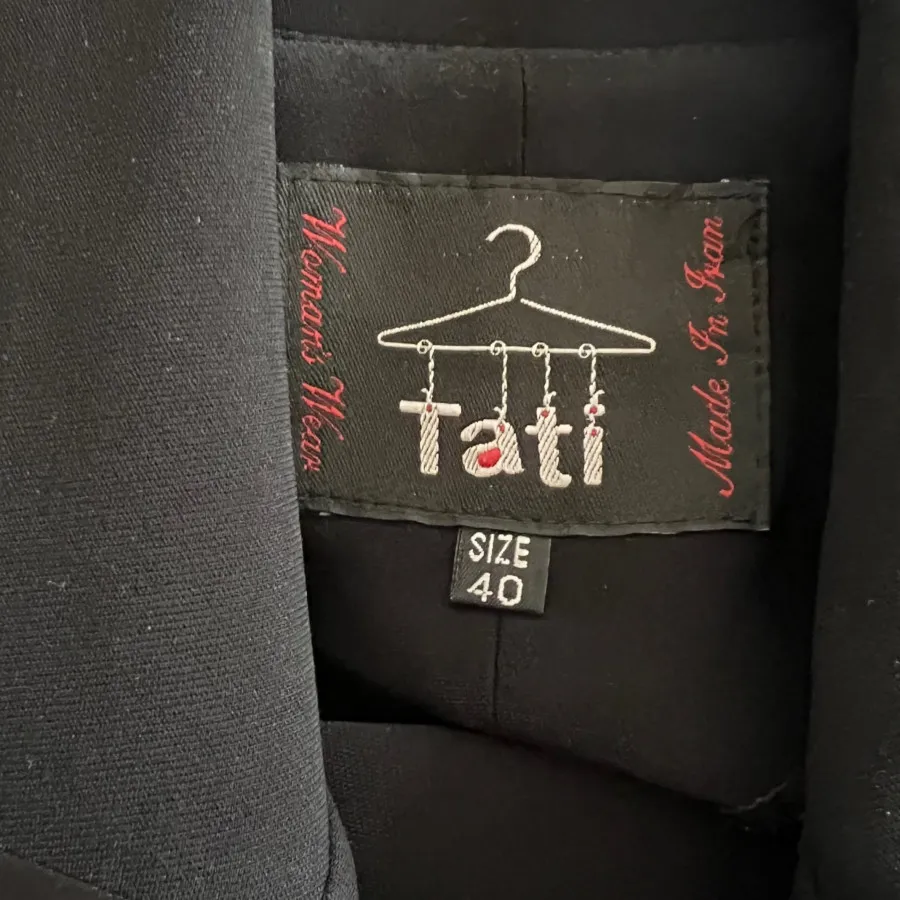 Woman's Wear
Tati
Made In Iran
SIZE
40